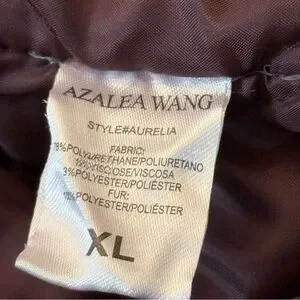 AZALEA WANG
STYLE#AURELIA
FABRIC:
POLYURETHANE/POLIURETANO
VISCOSE/VISCOSA
3%POLYESTER/POLIÉSTER
FUR:
POLYESTER/POLIÉSTER
XL